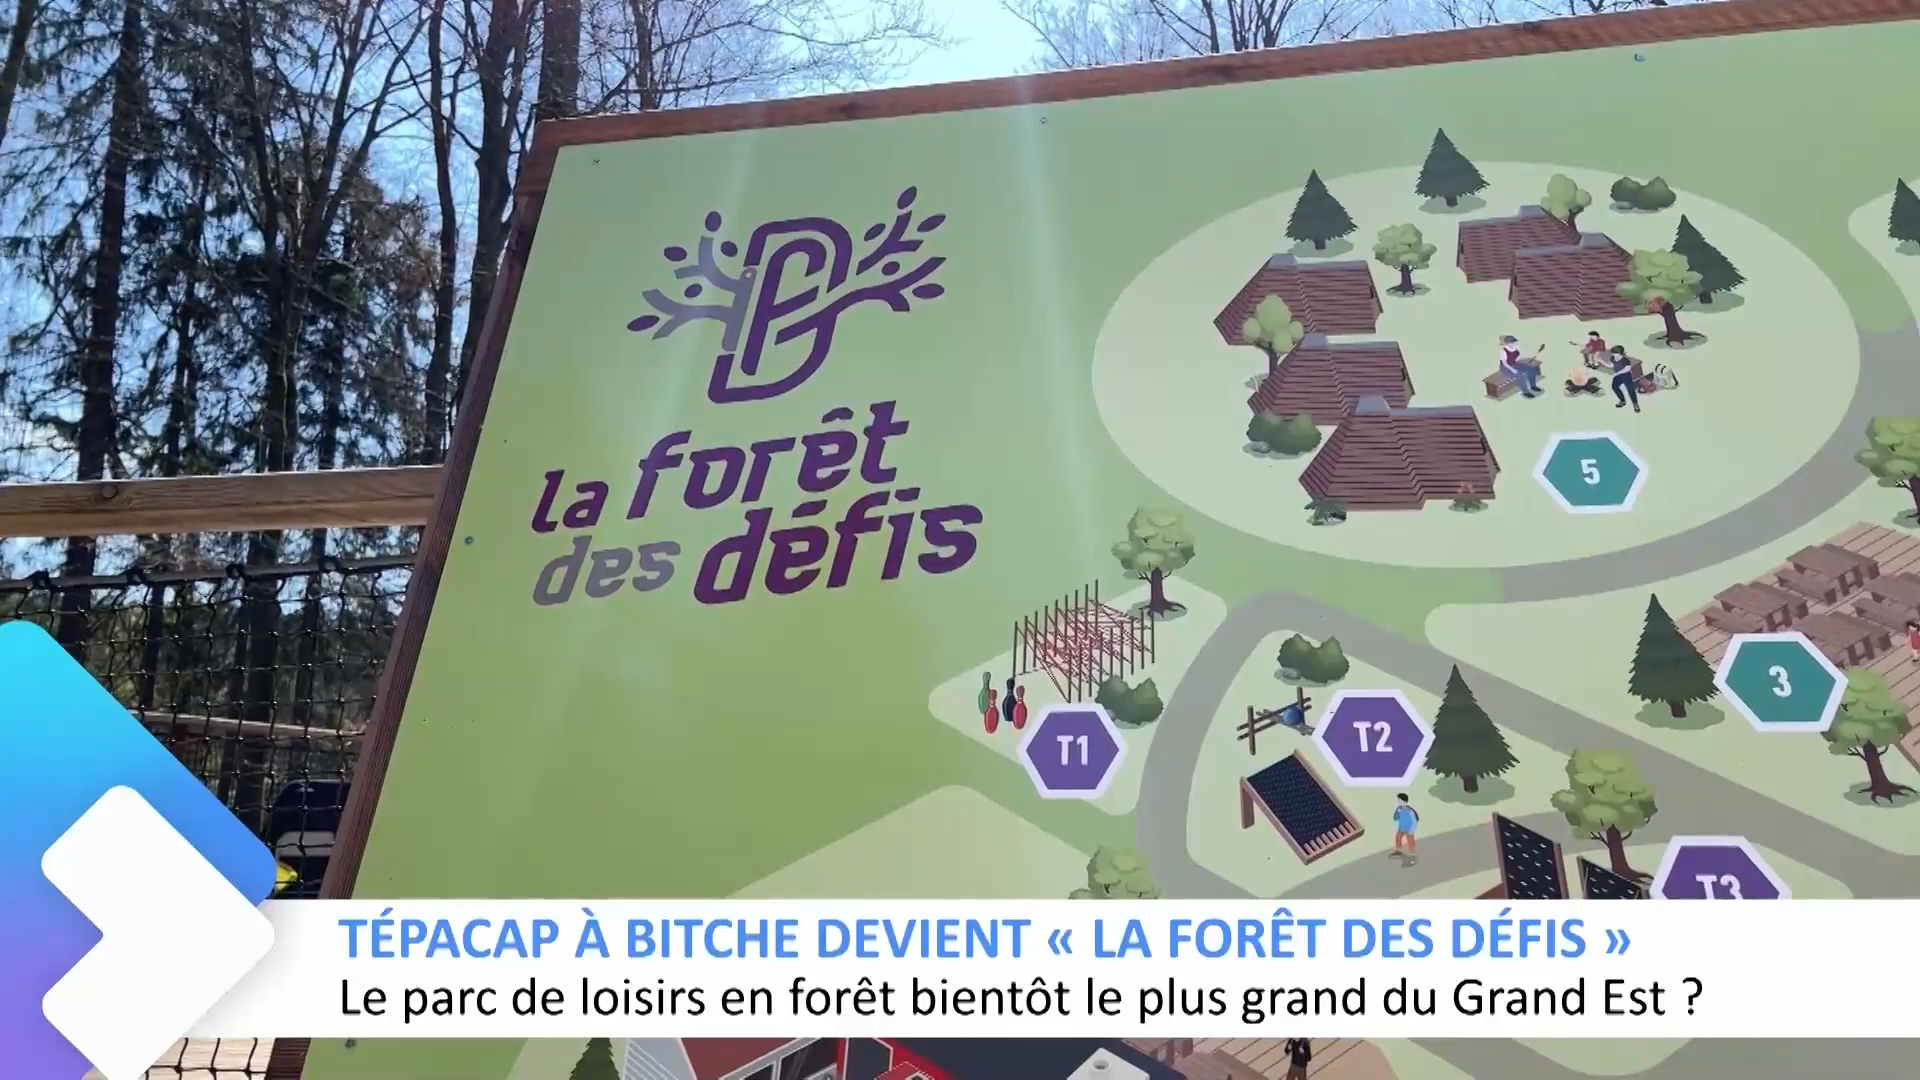 la forêt
des défis
5
3
T1
T2
T3
TÉPACAP À BITCHE DEVIENT « LA FORÊT DES DÉFIS »
Le parc de loisirs en forêt bientôt le plus grand du Grand Est ?